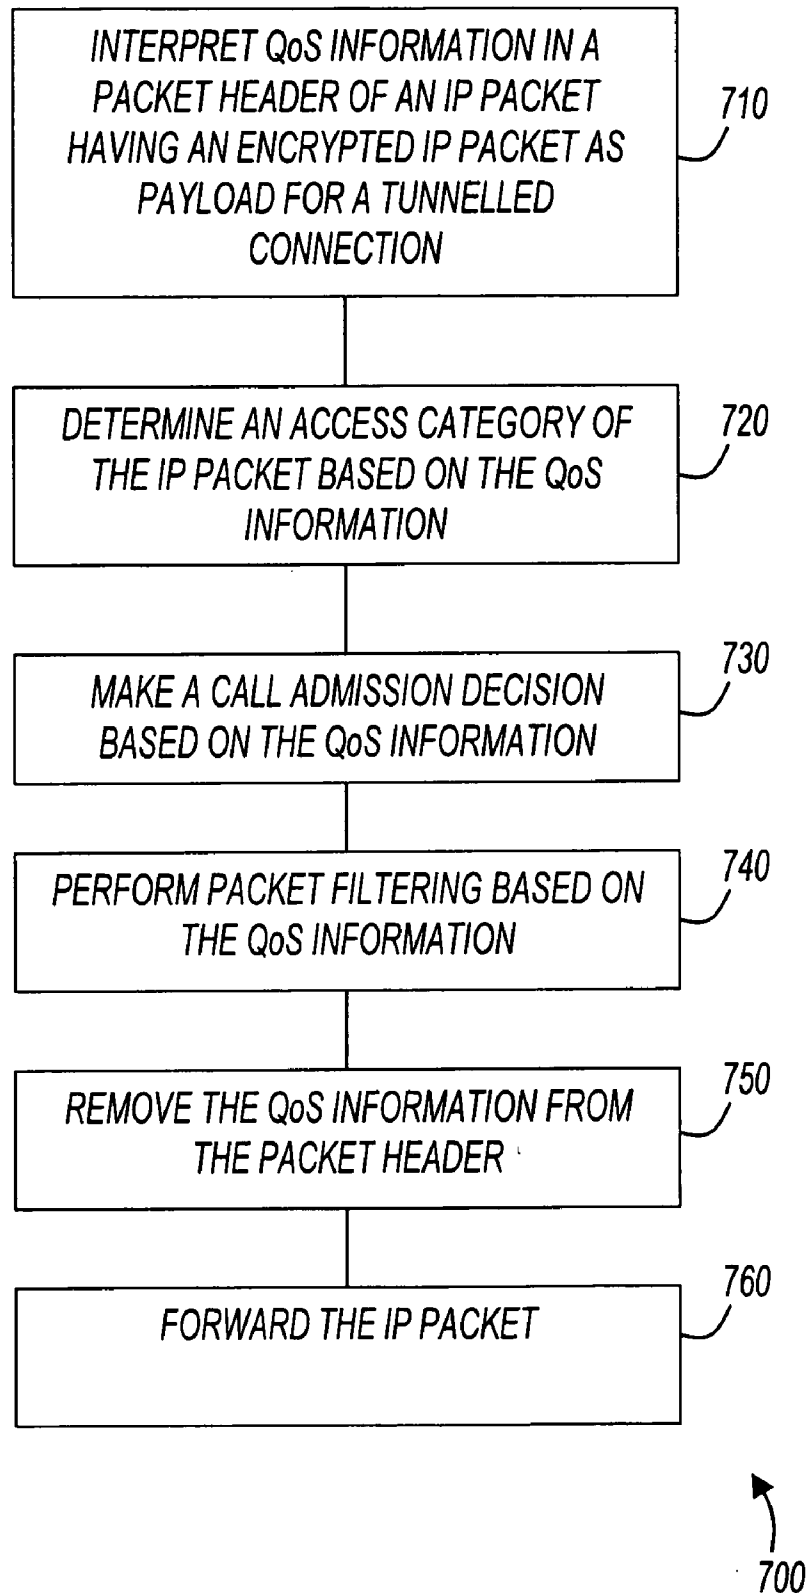 INTERPRET QoS INFORMATION IN A
PACKET HEADER OF AN IP PACKET
HAVING AN ENCRYPTED IP PACKET AS
PAYLOAD FOR A TUNNELLED
CONNECTION
710
DETERMINE AN ACCESS CATEGORY OF
THE IP PACKET BASED ON THE QoS
INFORMATION
720
MAKE A CALL ADMISSION DECISION
BASED ON THE QoS INFORMATION
730
PERFORM PACKET FILTERING BASED ON
THE QoS INFORMATION
740
REMOVE THE QoS INFORMATION FROM
THE PACKET HEADER
750
FORWARD THE IP PACKET
760
700